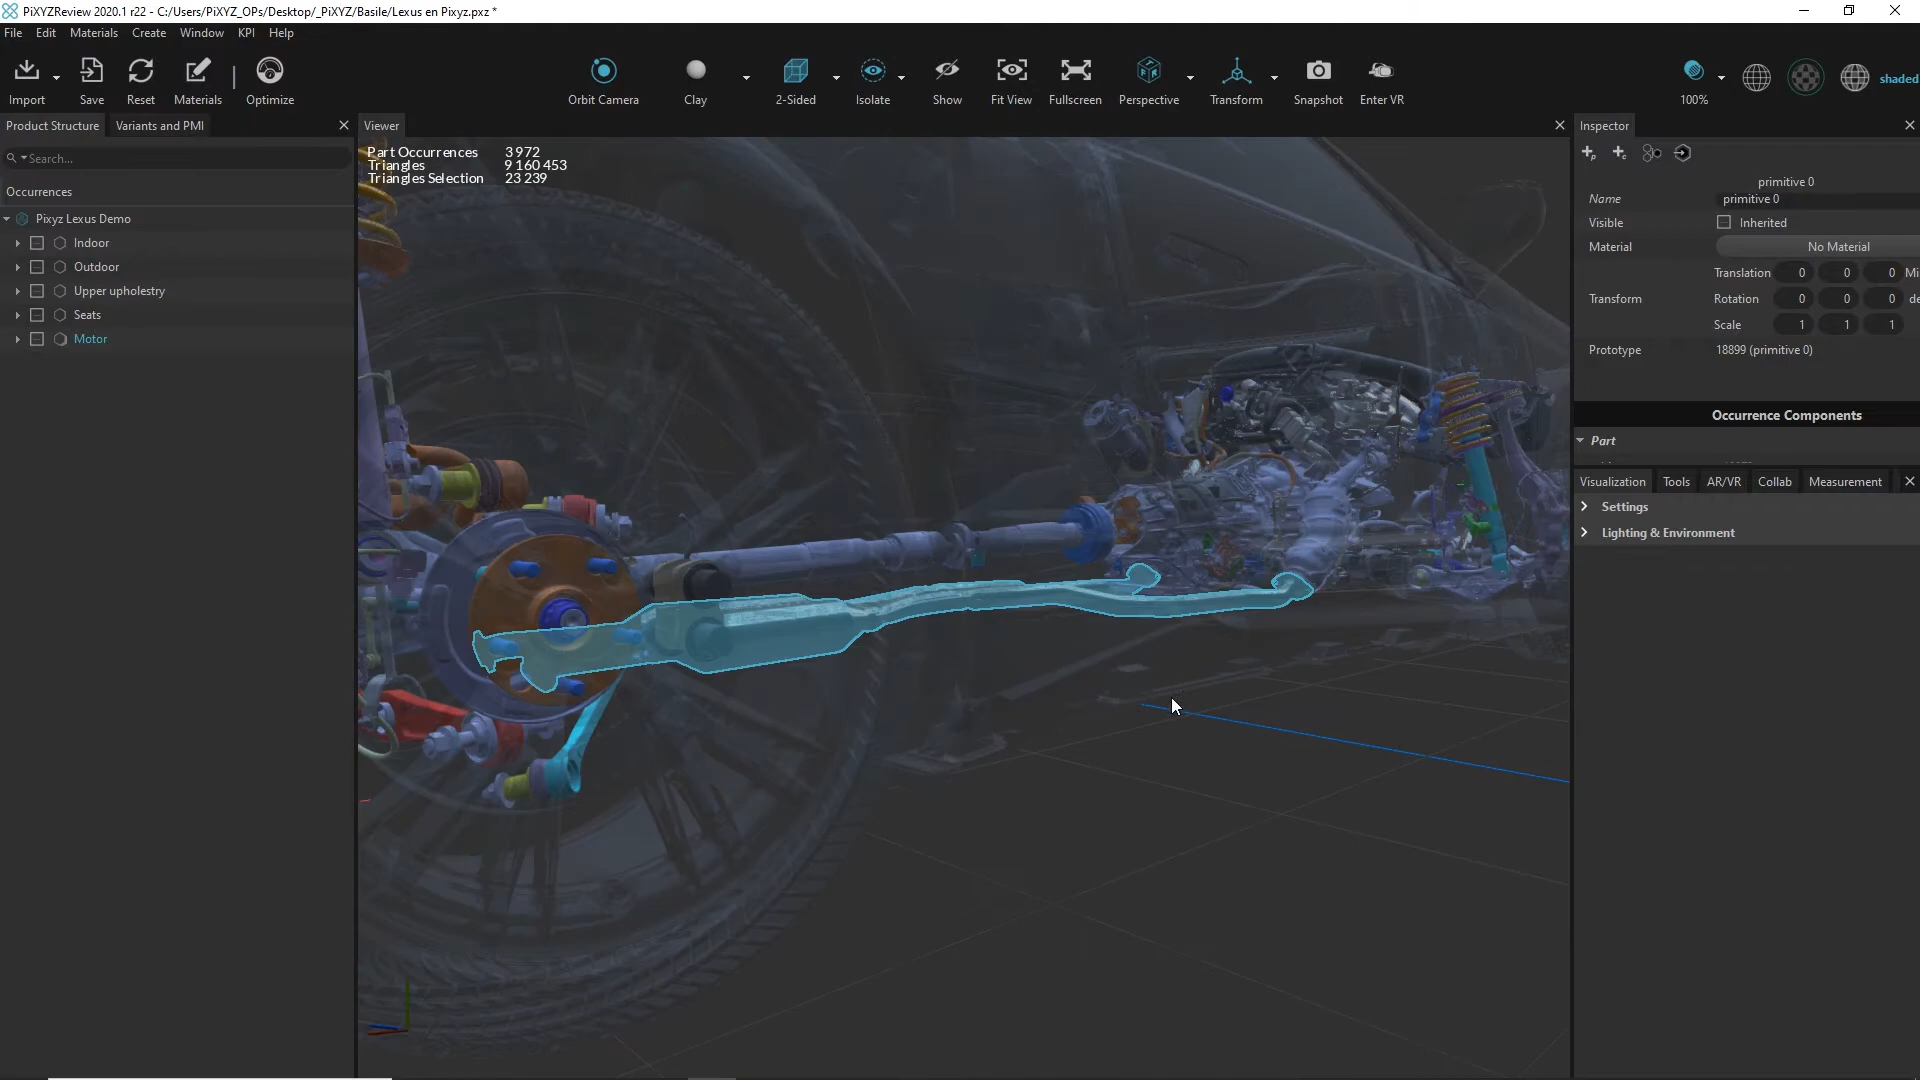 PiXYZReview 2020.1 r22 - C:/Users/PiXYZ_OPs/Desktop/_PiXYZ/Basile/Lexus en Pixyz.pxz *
File Edit Materials Create Window KPI Help
Import Save Reset Materials Optimize Orbit Camera Clay 2-Sided Isolate Show Fit View Fullscreen Perspective Transform Snapshot Enter VR 100% shaded
Product Structure Variants and PMI
Search...
Occurrences
Pixyz Lexus Demo
Indoor
Outdoor
Upper upholestry
Seats
Motor
Viewer
Part Occurrences 3 972
Triangles 9 160 453
Triangles Selection 23 239
Inspector
primitive 0
Name primitive 0
Visible Inherited
Material No Material
Translation 0 0 0 Mi
Transform Rotation 0 0 0 de
Scale 1 1 1
Prototype 18899 (primitive 0)
Occurrence Components
Part
Visualization Tools AR/VR Collab Measurement
Settings
Lighting & Environment